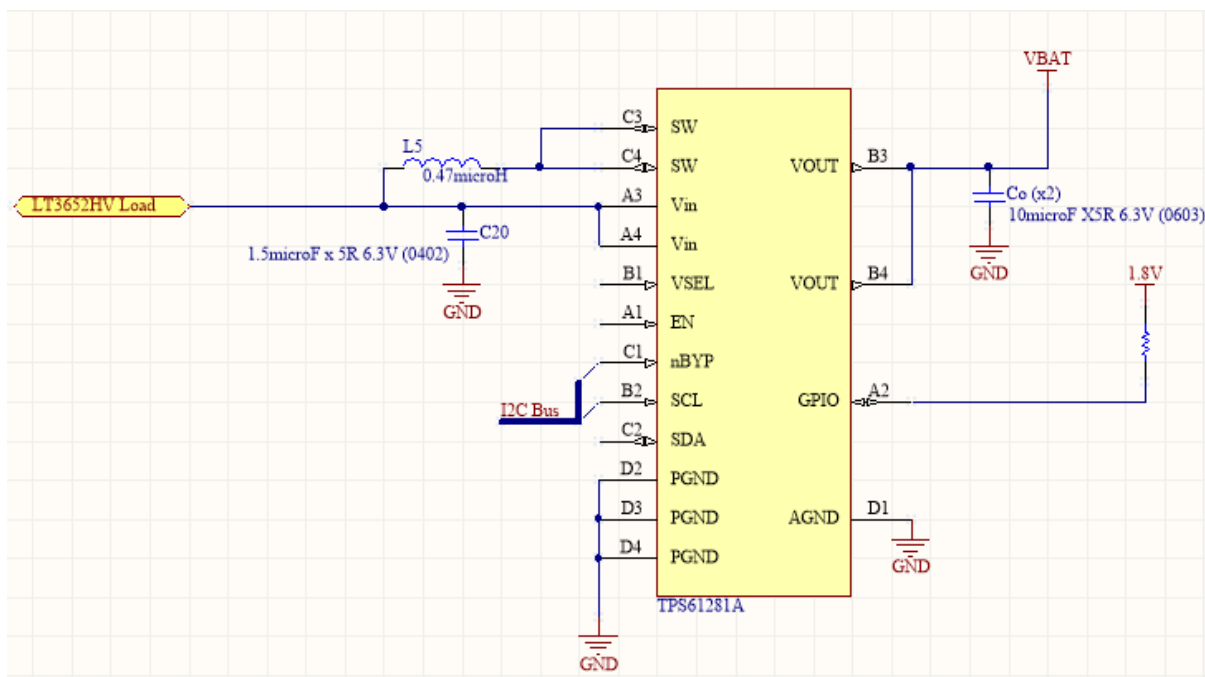 VBAT
C3
SW
L5
C4
SW
VOUT
B3
0.47microH
Co (x2)
LT3652HV Load
A3
Vin
10microF X5R 6.3V (0603)
C20
A4
Vin
1.5microF x 5R 6.3V (0402)
GND
B1
VSEL
VOUT
B4
1.8V
GND
A1
EN
C1
nBYP
I2C Bus
B2
SCL
GPIO
A2
C2
SDA
D2
PGND
D3
PGND
AGND
D1
D4
PGND
GND
TPS61281A
GND